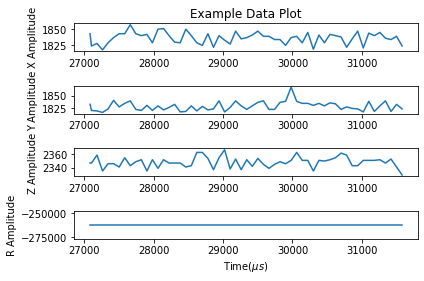 Example Data Plot
X Amplitude
1850
1825
27000 28000 29000 30000 31000
Y Amplitude
1850
1825
27000 28000 29000 30000 31000
Z Amplitude
2360
2340
27000 28000 29000 30000 31000
R Amplitude
−250000
−275000
27000 28000 29000 30000 31000
Time(μs)